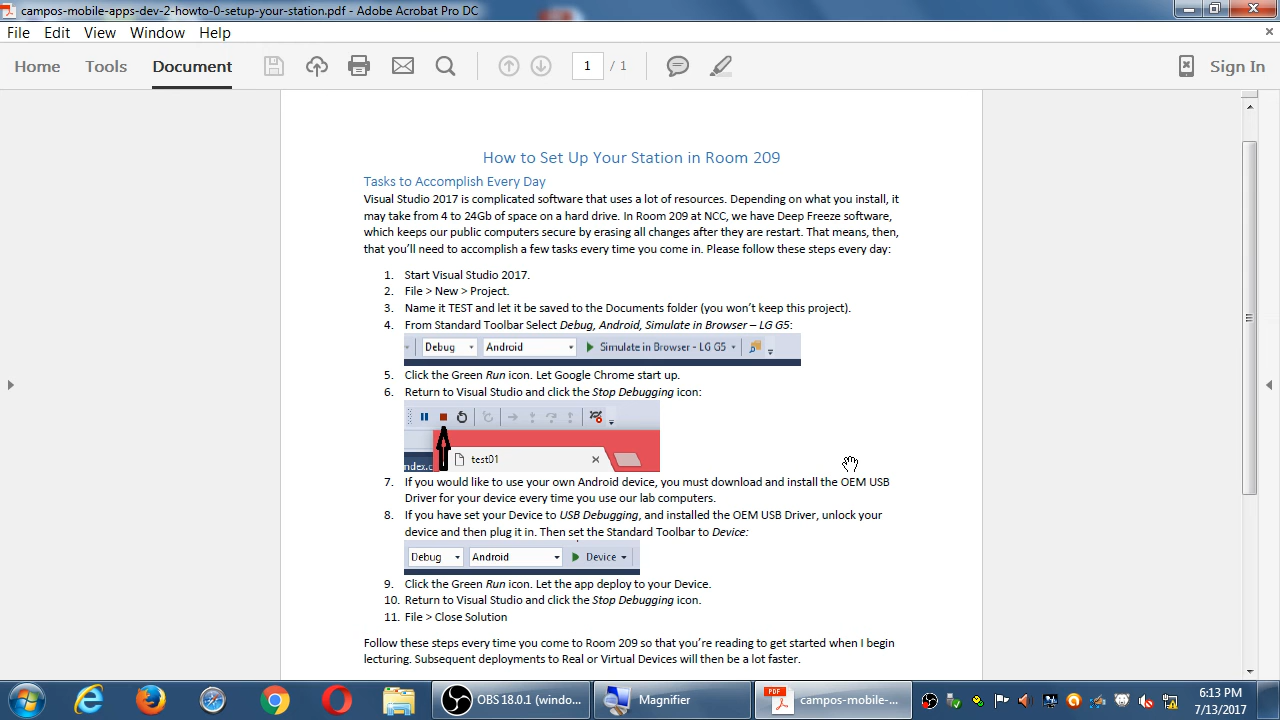 campos-mobile-apps-dev-2-howto-0-setup-your-station.pdf - Adobe Acrobat Pro DC
File Edit View Window Help
Home Tools Document 1 / 1 Sign In
How to Set Up Your Station in Room 209
Tasks to Accomplish Every Day
Visual Studio 2017 is complicated software that uses a lot of resources. Depending on what you install, it
may take from 4 to 24Gb of space on a hard drive. In Room 209 at NCC, we have Deep Freeze software,
which keeps our public computers secure by erasing all changes after they are restart. That means, then,
that you'll need to accomplish a few tasks every time you come in. Please follow these steps every day:
1. Start Visual Studio 2017.
2. File > New > Project.
3. Name it TEST and let it be saved to the Documents folder (you won't keep this project).
4. From Standard Toolbar Select Debug, Android, Simulate in Browser – LG G5:
Debug Android Simulate in Browser - LG G5
5. Click the Green Run icon. Let Google Chrome start up.
6. Return to Visual Studio and click the Stop Debugging icon:
ndex.c test01
7. If you would like to use your own Android device, you must download and install the OEM USB
Driver for your device every time you use our lab computers.
8. If you have set your Device to USB Debugging, and installed the OEM USB Driver, unlock your
device and then plug it in. Then set the Standard Toolbar to Device:
Debug Android Device
9. Click the Green Run icon. Let the app deploy to your Device.
10. Return to Visual Studio and click the Stop Debugging icon.
11. File > Close Solution
Follow these steps every time you come to Room 209 so that you're reading to get started when I begin
lecturing. Subsequent deployments to Real or Virtual Devices will then be a lot faster.
OBS 18.0.1 (windo... Magnifier PDF campos-mobile-... 6:13 PM
7/13/2017